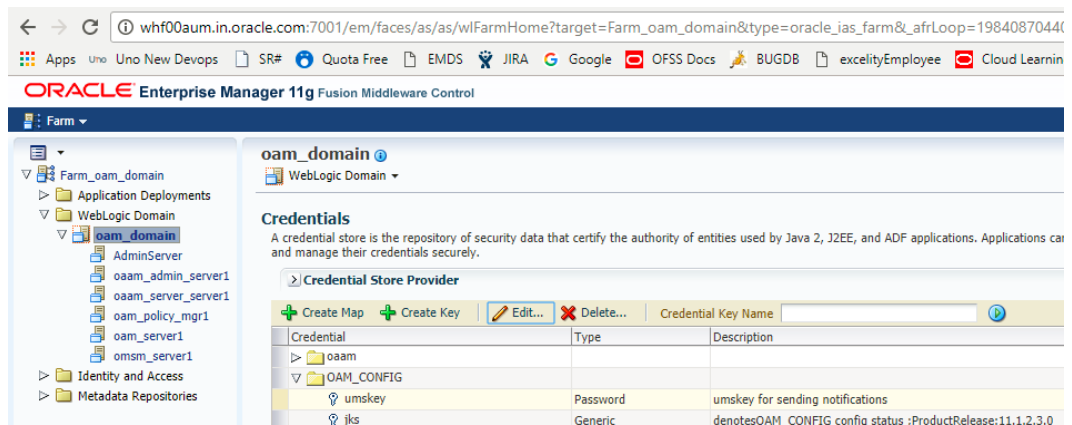 whf00aum.in.oracle.com:7001/em/faces/as/as/wlFarmHome?target=Farm_oam_domain&type=oracle_ias_farm&_afrLoop=19840870440
Apps Uno Uno New Devops SR# Quota Free EMDS JIRA G Google OFSS Docs BUGDB excelityEmployee Cloud Learnin
ORACLE Enterprise Manager 11g Fusion Middleware Control
Farm
Farm_oam_domain
Application Deployments
WebLogic Domain
oam_domain
AdminServer
oaam_admin_server1
oaam_server_server1
oam_policy_mgr1
oam_server1
omsm_server1
Identity and Access
Metadata Repositories
oam_domain
WebLogic Domain
Credentials
A credential store is the repository of security data that certify the authority of entities used by Java 2, J2EE, and ADF applications. Applications car
and manage their credentials securely.
Credential Store Provider
Create Map Create Key Edit... Delete... Credential Key Name
Credential Type Description
oaam
OAM_CONFIG
umskey Password umskey for sending notifications
jks Generic denotesOAM_CONFIG config status :ProductRelease:11.1.2.3.0